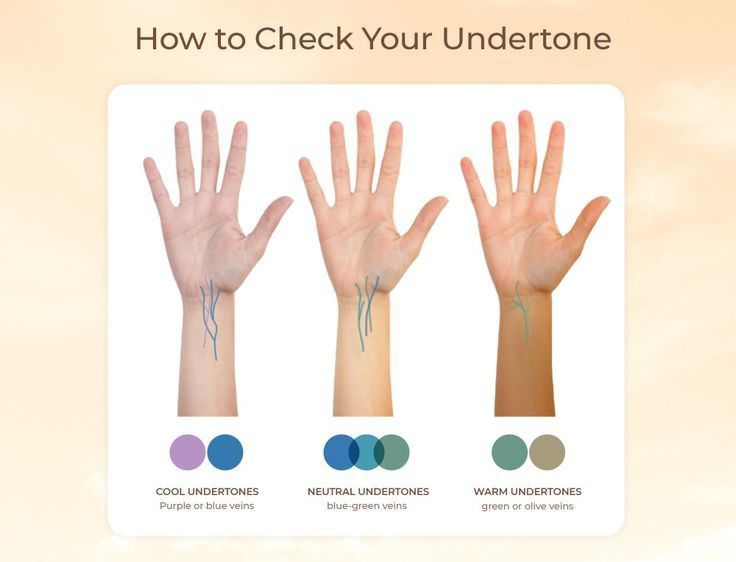 How to Check Your Undertone
COOL UNDERTONES
Purple or blue veins
NEUTRAL UNDERTONES
blue-green veins
WARM UNDERTONES
green or olive veins